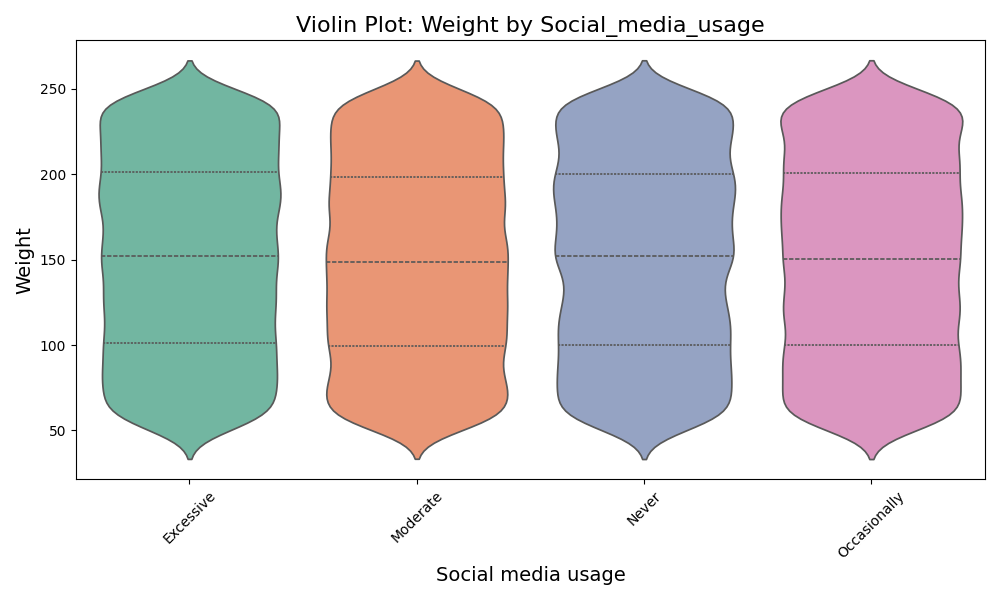 Violin Plot: Weight by Social_media_usage
250
200
150
100
50
Weight
Excessive
Moderate
Never
Occasionally
Social media usage